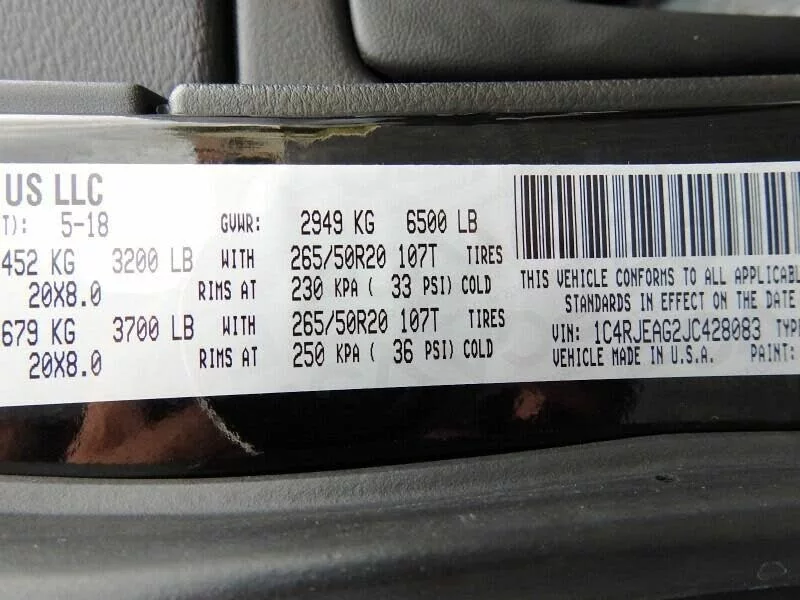 US LLC
T): 5-18 GVWR: 2949 KG 6500 LB
452 KG 3200 LB WITH 265/50R20 107T TIRES
20X8.0 RIMS AT 230 KPA ( 33 PSI) COLD
679 KG 3700 LB WITH 265/50R20 107T TIRES
20X8.0 RIMS AT 250 KPA ( 36 PSI) COLD
THIS VEHICLE CONFORMS TO ALL APPLICABL
STANDARDS IN EFFECT ON THE DATE
VIN: 1C4RJEAG2JC428083 TYP
VEHICLE MADE IN U.S.A. PAINT: